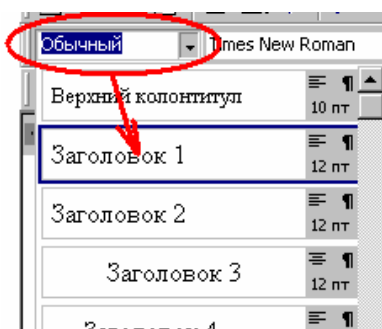 Обычный Times New Roman
Верхний колонтитул ¶
10 пт
Заголовок 1 ¶
12 пт
Заголовок 2 ¶
12 пт
Заголовок 3 ¶
12 пт
¶